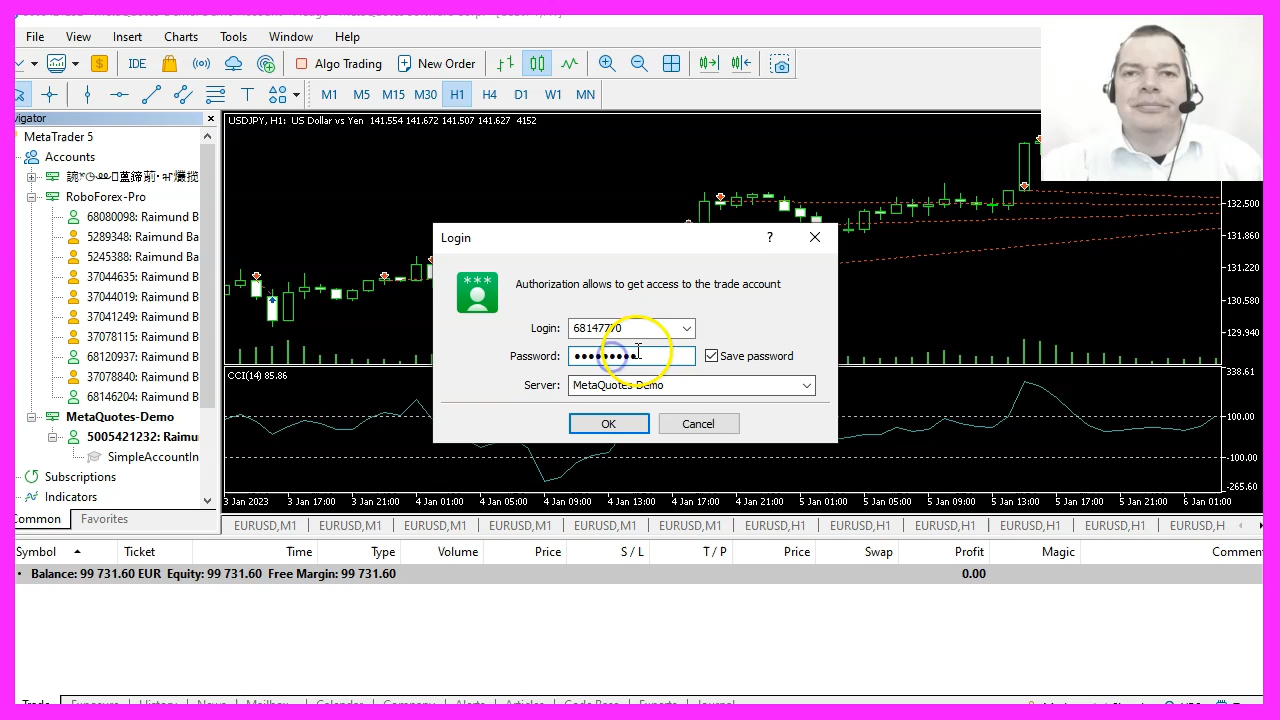 File View Insert Charts Tools Window Help
IDE Algo Trading New Order
M1 M5 M15 M30 H1 H4 D1 W1 MN
vigator
MetaTrader 5
Accounts
RoboForex-Pro
68100098: Raimund B
5289348: Raimund Ba
5245388: Raimund Ba
37044635: Raimund B
37044019: Raimund B
37041249: Raimund B
37078115: Raimund B
68120937: Raimund B
37078840: Raimund B
68146204: Raimund B
MetaQuotes-Demo
5005421232: Raimu
SimpleAccountIn
Subscriptions
Indicators
ommon Favorites
USDJPY, H1: US Dollar vs Yen 141.554 141.672 141.507 141.627 4152
132.500
131.860
131.220
130.580
129.940
338.61
CCI(14) 85.86
100.00
-100.00
-265.60
3 Jan 2023 3 Jan 17:00 3 Jan 21:00 4 Jan 01:00 4 Jan 05:00 4 Jan 09:00 4 Jan 13:00 4 Jan 17:00 4 Jan 21:00 5 Jan 01:00 5 Jan 05:00 5 Jan 09:00 5 Jan 13:00 5 Jan 17:00 5 Jan 21:00 6 Jan 01:00
Login ?
Authorization allows to get access to the trade account
Login: 68147770
Password: Save password
Server: MetaQuotes-Demo
OK Cancel
EURUSD,M1 EURUSD,M1 EURUSD,M1 EURUSD,M1 EURUSD,M1 EURUSD,M1 EURUSD,H1 EURUSD,H1 EURUSD,H1 EURUSD,H1 EURUSD,H1 EURUSD,H
Symbol Ticket Time Type Volume Price S / L T / P Price Swap Profit Magic Commen
Balance: 99 731.60 EUR Equity: 99 731.60 Free Margin: 99 731.60 0.00